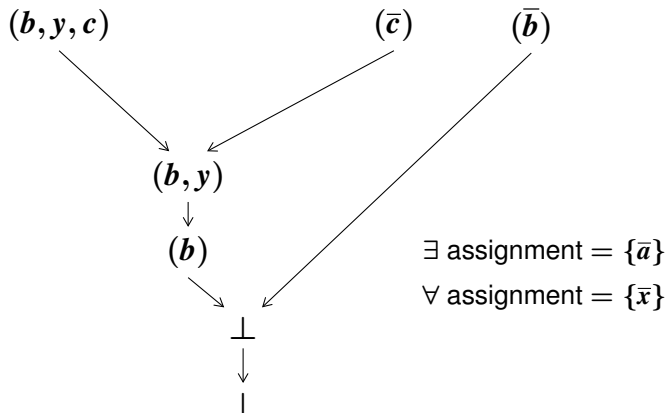 (b, y, c) (c̄) (b̄)
(b, y)
(b)
∃ assignment = {a̅}
∀ assignment = {x̅}
⊥